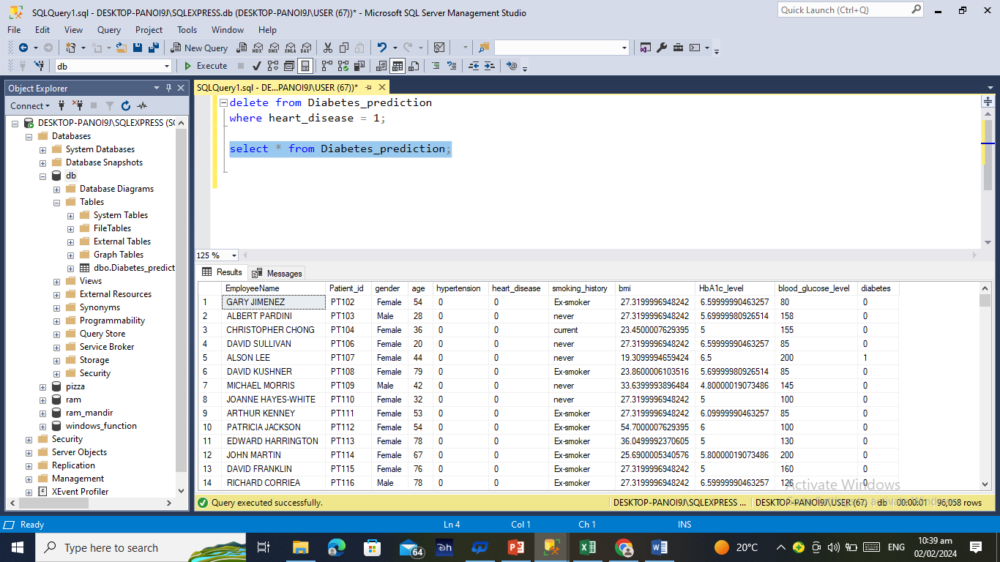 SQLQuery1.sql - DESKTOP-PANOI9J\SQLEXPRESS.db (DESKTOP-PANOI9J\USER (67))* - Microsoft SQL Server Management Studio
Quick Launch (Ctrl+Q)
File Edit View Query Project Tools Window Help
New Query MDX DMX XMLA DAX
db Execute
Object Explorer
Connect
DESKTOP-PANOI9J\SQLEXPRESS (S
Databases
System Databases
Database Snapshots
db
Database Diagrams
Tables
System Tables
FileTables
External Tables
Graph Tables
dbo.Diabetes_predict
Views
External Resources
Synonyms
Programmability
Query Store
Service Broker
Storage
Security
pizza
ram
ram_mandir
windows_function
Security
Server Objects
Replication
Management
XEvent Profiler
SQLQuery1.sql - DE...PANOI9J\USER (67))*
delete from Diabetes_prediction
where heart_disease = 1;
select * from Diabetes_prediction;
125 %
Results Messages
EmployeeName Patient_id gender age hypertension heart_disease smoking_history bmi HbA1c_level blood_glucose_level diabetes
1 GARY JIMENEZ PT102 Female 54 0 0 Ex-smoker 27.3199996948242 6.59999990463257 80 0
2 ALBERT PARDINI PT103 Male 28 0 0 never 27.3199996948242 5.69999980926514 158 0
3 CHRISTOPHER CHONG PT104 Female 36 0 0 current 23.4500007629395 5 155 0
4 DAVID SULLIVAN PT106 Female 20 0 0 never 27.3199996948242 6.59999990463257 85 0
5 ALSON LEE PT107 Female 44 0 0 never 19.3099994659424 6.5 200 1
6 DAVID KUSHNER PT108 Female 79 0 0 Ex-smoker 23.8600006103516 5.69999980926514 85 0
7 MICHAEL MORRIS PT109 Male 42 0 0 never 33.6399993896484 4.80000019073486 145 0
8 JOANNE HAYES-WHITE PT110 Female 32 0 0 never 27.3199996948242 5 100 0
9 ARTHUR KENNEY PT111 Female 53 0 0 Ex-smoker 27.3199996948242 6.09999990463257 85 0
10 PATRICIA JACKSON PT112 Female 54 0 0 Ex-smoker 54.7000007629395 6 100 0
11 EDWARD HARRINGTON PT113 Female 78 0 0 Ex-smoker 36.0499992370605 5 130 0
12 JOHN MARTIN PT114 Female 67 0 0 Ex-smoker 25.6900005340576 5.80000019073486 200 0
13 DAVID FRANKLIN PT115 Female 76 0 0 Ex-smoker 27.3199996948242 5 160 0
14 RICHARD CORRIEA PT116 Male 78 0 0 Ex-smoker 27.3199996948242 6.59999990463257 126 0
Activate Windows
Query executed successfully. DESKTOP-PANOI9J\SQLEXPRESS ... DESKTOP-PANOI9J\USER (67) db 00:00:01 96,058 rows
Ready Ln 4 Col 1 Ch 1 INS
Type here to search 64 20°C ENG 10:39 am
02/02/2024